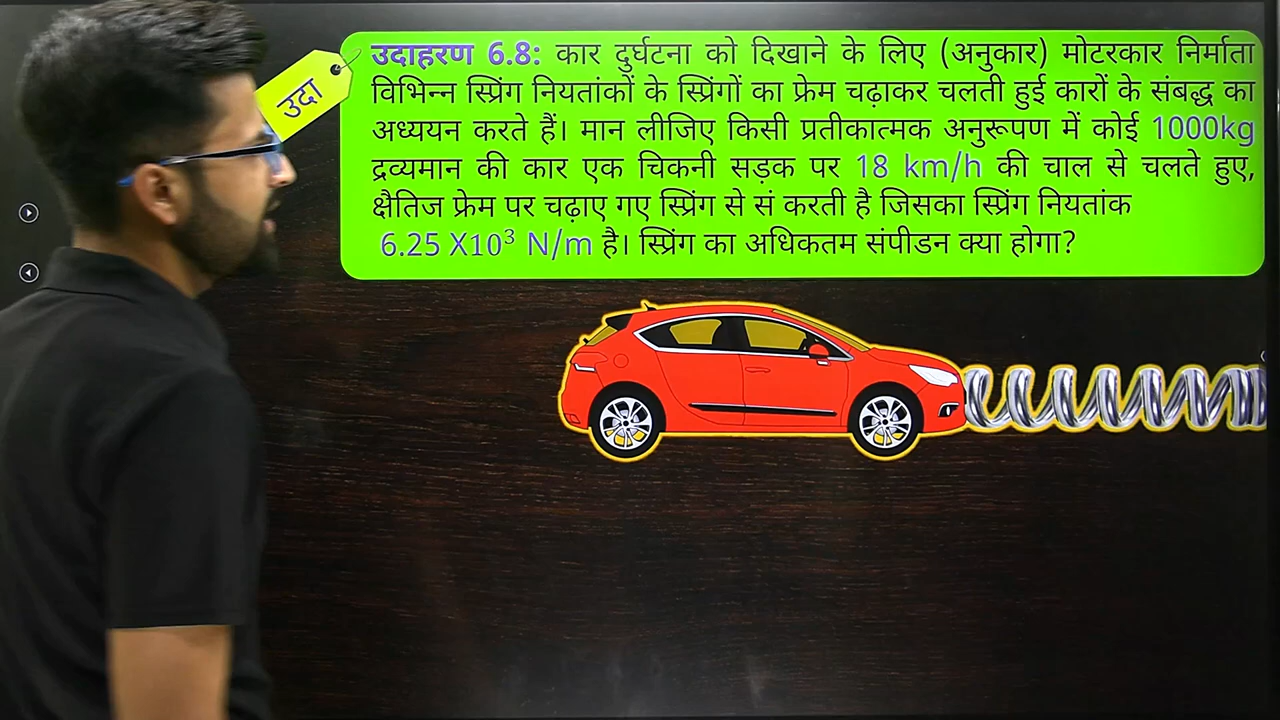 उदा
उदाहरण 6.8: कार दुर्घटना को दिखाने के लिए (अनुकार) मोटरकार निर्माता
विभिन्न स्प्रिंग नियतांकों के स्प्रिंगों का फ्रेम चढ़ाकर चलती हुई कारों के संबद्ध का
अध्ययन करते हैं। मान लीजिए किसी प्रतीकात्मक अनुरूपण में कोई 1000kg
द्रव्यमान की कार एक चिकनी सड़क पर 18 km/h की चाल से चलते हुए,
क्षैतिज फ्रेम पर चढ़ाए गए स्प्रिंग से सं करती है जिसका स्प्रिंग नियतांक
6.25 X10³ N/m है। स्प्रिंग का अधिकतम संपीडन क्या होगा?